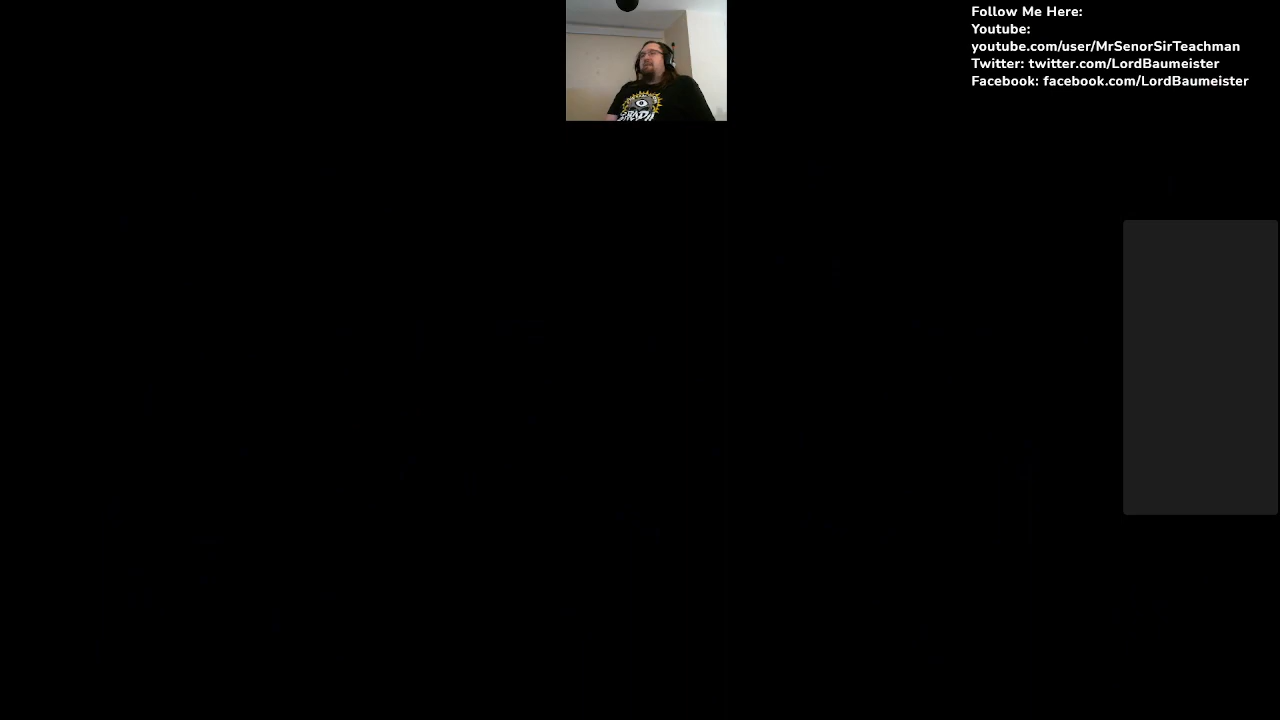 Follow Me Here:
Youtube:
youtube.com/user/MrSenorSirTeachman
Twitter: twitter.com/LordBaumeister
Facebook: facebook.com/LordBaumeister